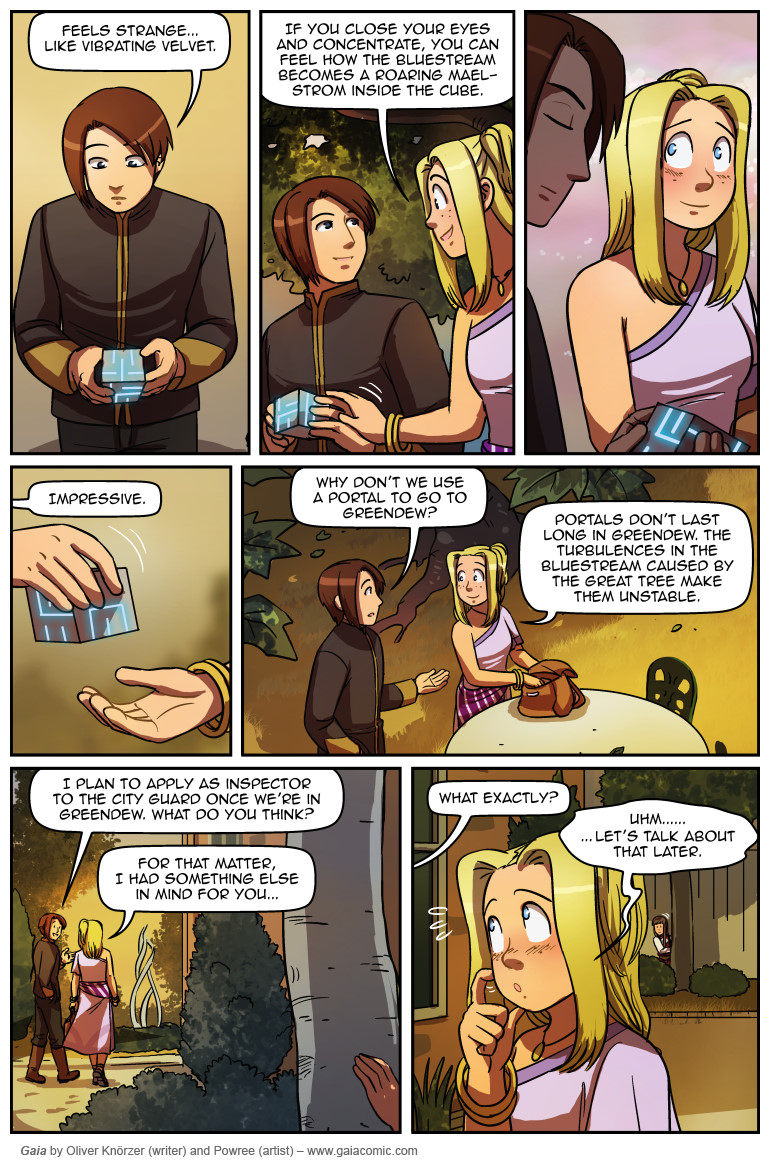 FEELS STRANGE...
LIKE VIBRATING VELVET.
IF YOU CLOSE YOUR EYES
AND CONCENTRATE, YOU CAN
FEEL HOW THE BLUESTREAM
BECOMES A ROARING MAEL-
STROM INSIDE THE CUBE.
IMPRESSIVE.
WHY DON'T WE USE
A PORTAL TO GO TO
GREENDEW?
PORTALS DON'T LAST
LONG IN GREENDEW. THE
TURBULENCES IN THE
BLUESTREAM CAUSED BY
THE GREAT TREE MAKE
THEM UNSTABLE.
I PLAN TO APPLY AS INSPECTOR
TO THE CITY GUARD ONCE WE'RE IN
GREENDEW. WHAT DO YOU THINK?
FOR THAT MATTER,
I HAD SOMETHING ELSE
IN MIND FOR YOU...
WHAT EXACTLY?
UHM......
...LET'S TALK ABOUT
THAT LATER.
Gaia by Oliver Knörzer (writer) and Powree (artist) – www.gaiacomic.com